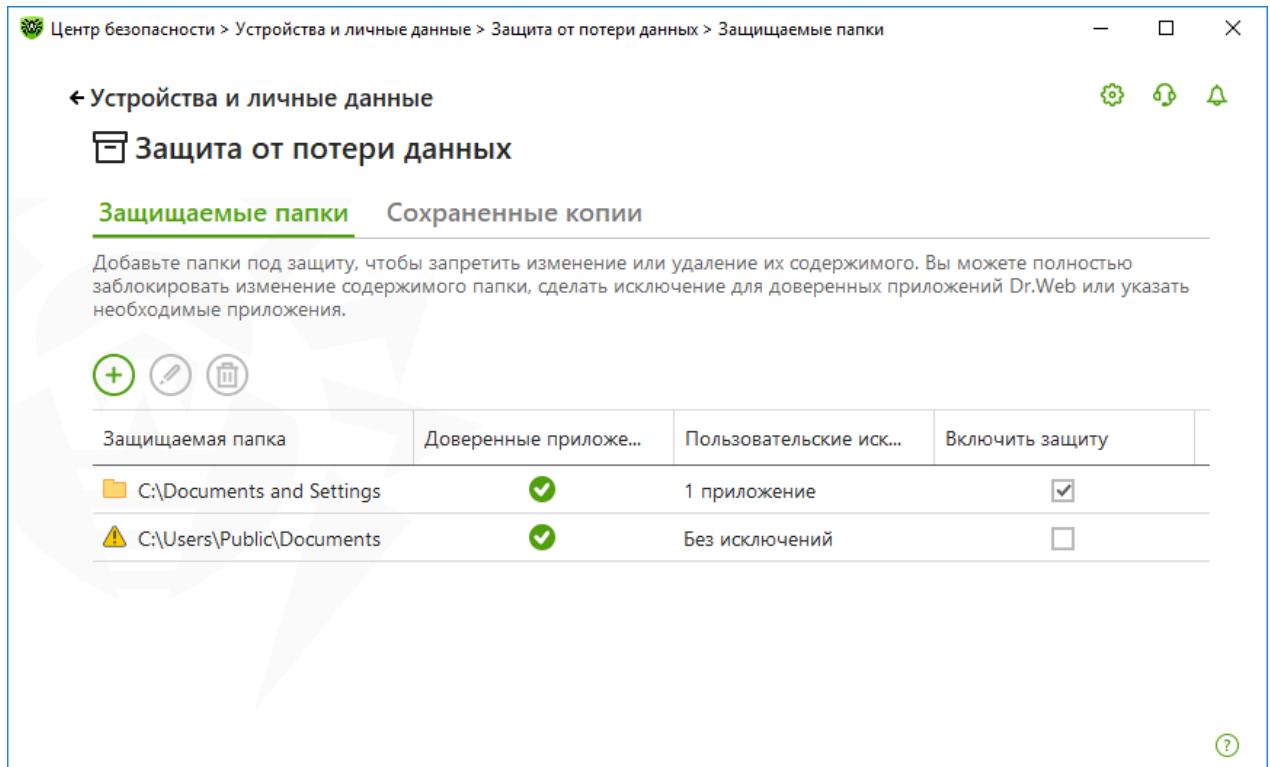 Центр безопасности > Устройства и личные данные > Защита от потери данных > Защищаемые папки
Устройства и личные данные
Защита от потери данных
Защищаемые папки Сохраненные копии
Добавьте папки под защиту, чтобы запретить изменение или удаление их содержимого. Вы можете полностью
заблокировать изменение содержимого папки, сделать исключение для доверенных приложений Dr.Web или указать
необходимые приложения.
Защищаемая папка Доверенные приложе... Пользовательские иск... Включить защиту
C:\Documents and Settings 1 приложение
C:\Users\Public\Documents Без исключений